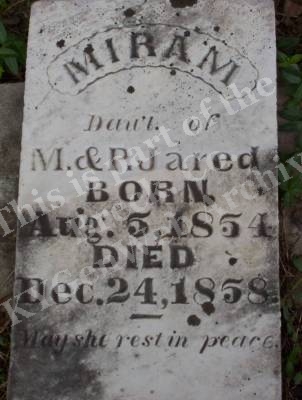 MIRAM
Dau't. of
M. & P. Jared
BORN
Aug. 5, 1854
DIED
Dec. 24, 1858.
May she rest in peace.
This is part of the